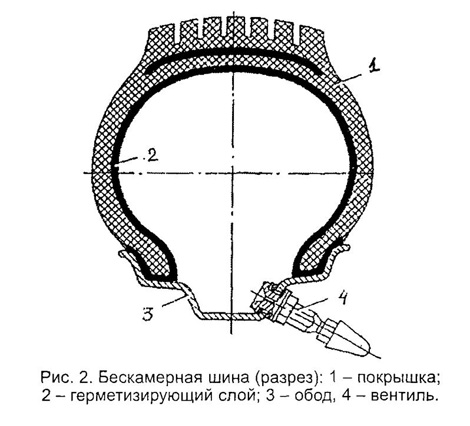 1
2
3
4
Рис. 2. Бескамерная шина (разрез): 1 – покрышка;
2 – герметизирующий слой; 3 – обод, 4 – вентиль.